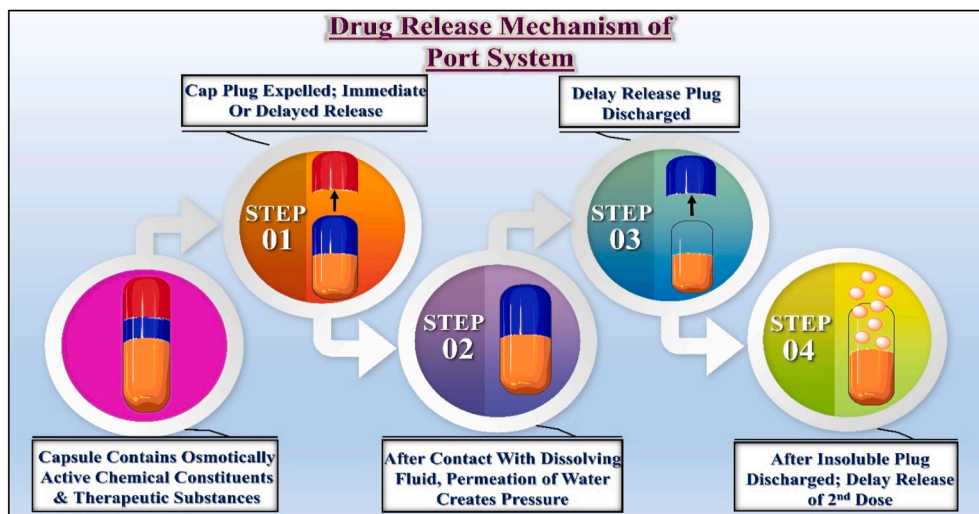 Drug Release Mechanism of
Port System
Cap Plug Expelled; Immediate
Or Delayed Release
Delay Release Plug
Discharged
STEP
01
STEP
03
STEP
02
STEP
04
Capsule Contains Osmotically
Active Chemical Constituents
& Therapeutic Substances
After Contact With Dissolving
Fluid, Permeation of Water
Creates Pressure
After Insoluble Plug
Discharged; Delay Release
of 2nd Dose